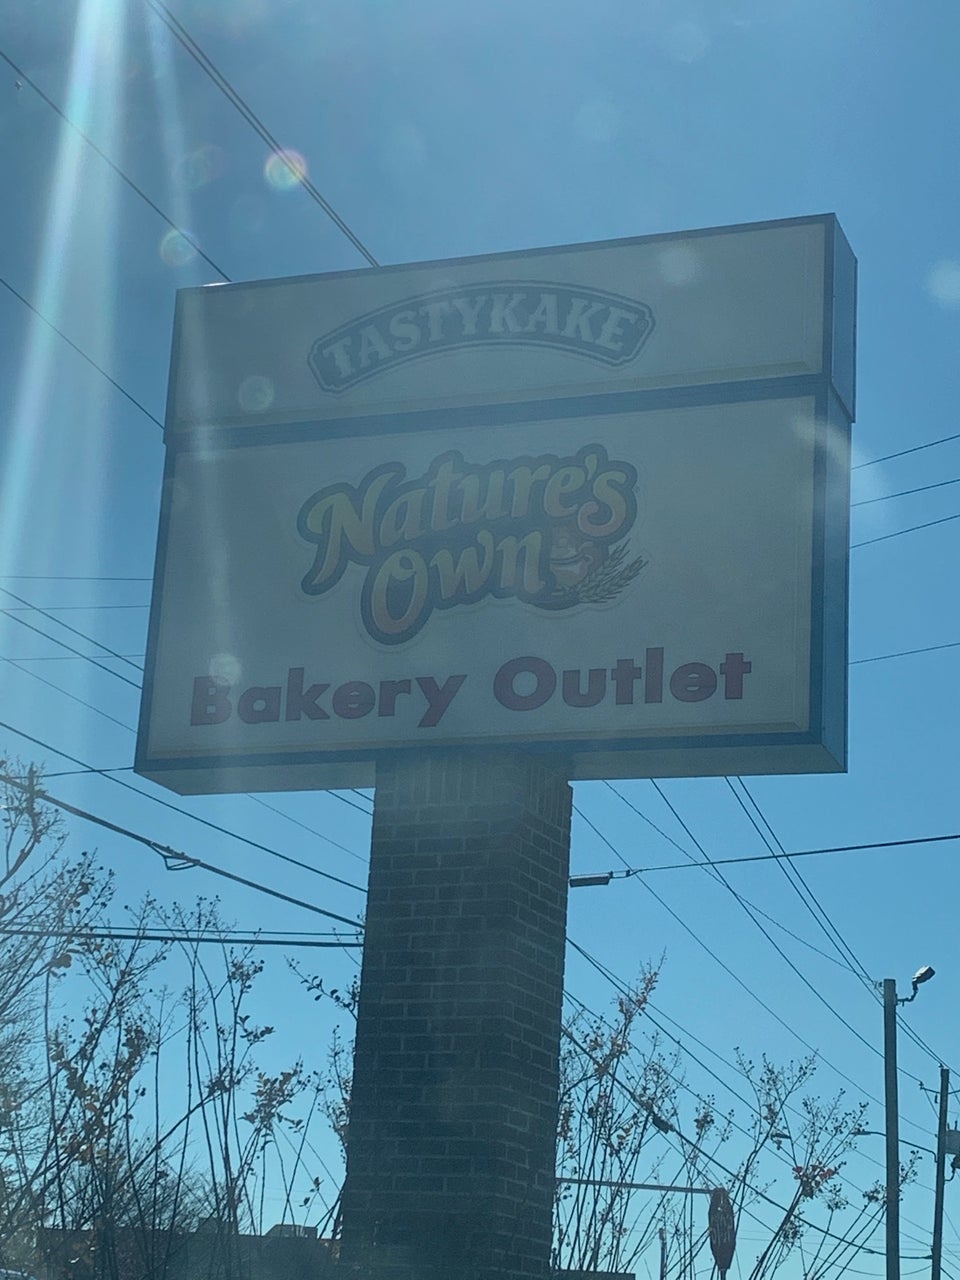 TASTYKAKE
Nature's
Own
Bakery Outlet